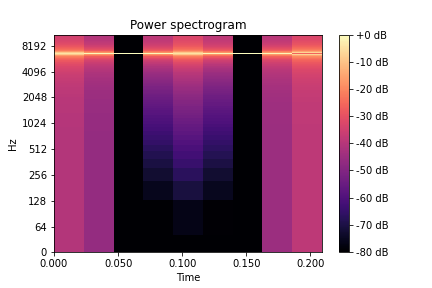 Power spectrogram
8192
4096
2048
1024
512
256
128
64
0
Hz
0.000 0.050 0.100 0.150 0.200
Time
+0 dB
-10 dB
-20 dB
-30 dB
-40 dB
-50 dB
-60 dB
-70 dB
-80 dB